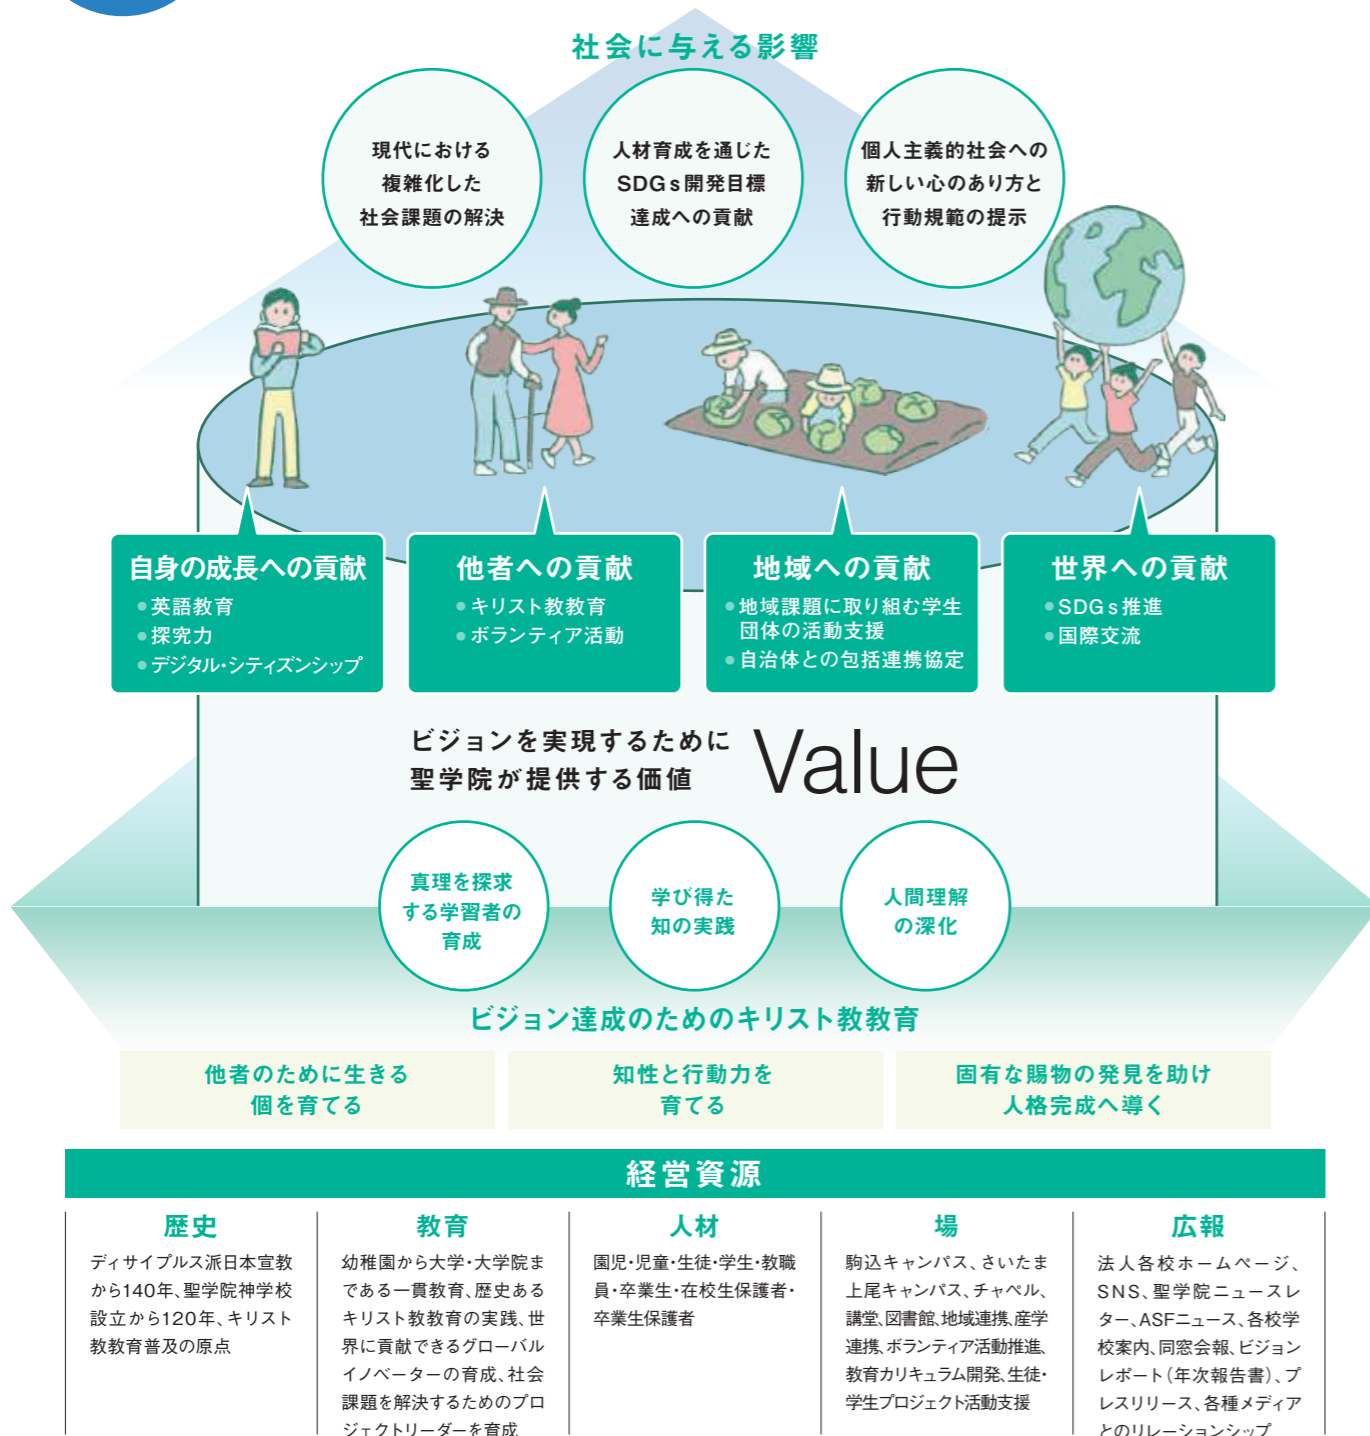 社会に与える影響
現代における
複雑化した
社会課題の解決
人材育成を通じた
SDGs開発目標
達成への貢献
個人主義的社会への
新しい心のあり方と
行動規範の提示
自身の成長への貢献
●英語教育
●探究力
●デジタル・シティズンシップ
他者への貢献
●キリスト教教育
●ボランティア活動
地域への貢献
●地域課題に取り組む学生
団体の活動支援
●自治体との包括連携協定
世界への貢献
●SDGs推進
●国際交流
ビジョンを実現するために
聖学院が提供する価値
Value
真理を探求
する学習者の
育成
学び得た
知の実践
人間理解
の深化
ビジョン達成のためのキリスト教教育
他者のために生きる
個を育てる
知性と行動力を
育てる
固有な賜物の発見を助け
人格完成へ導く
経営資源
歴史
ディサイプルス派日本宣教
から140年、聖学院神学校
設立から120年、キリスト
教教育普及の原点
教育
幼稚園から大学・大学院ま
である一貫教育、歴史ある
キリスト教教育の実践、世
界に貢献できるグローバル
イノベーターの育成、社会
課題を解決するためのプロ
ジェクトリーダーを育成
人材
園児・児童・生徒・学生・教職
員・卒業生・在校生保護者・
卒業生保護者
場
駒込キャンパス、さいたま
上尾キャンパス、チャペル、
講堂、図書館、地域連携、産学
連携、ボランティア活動推進、
教育カリキュラム開発、生徒・
学生プロジェクト活動支援
広報
法人各校ホームページ、
SNS、聖学院ニュースレ
ター、ASFニュース、各校学
校案内、同窓会報、ビジョン
レポート（年次報告書）、プ
レスリリース、各種メディア
とのリレーションシップ